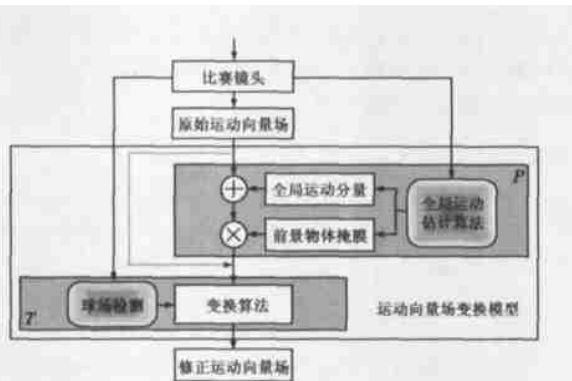 比赛镜头
原始运动向量场
P
全局运动分量
全局运动
估计算法
前景物体掩膜
T
球场检测
变换算法
运动向量场变换模型
修正运动向量场